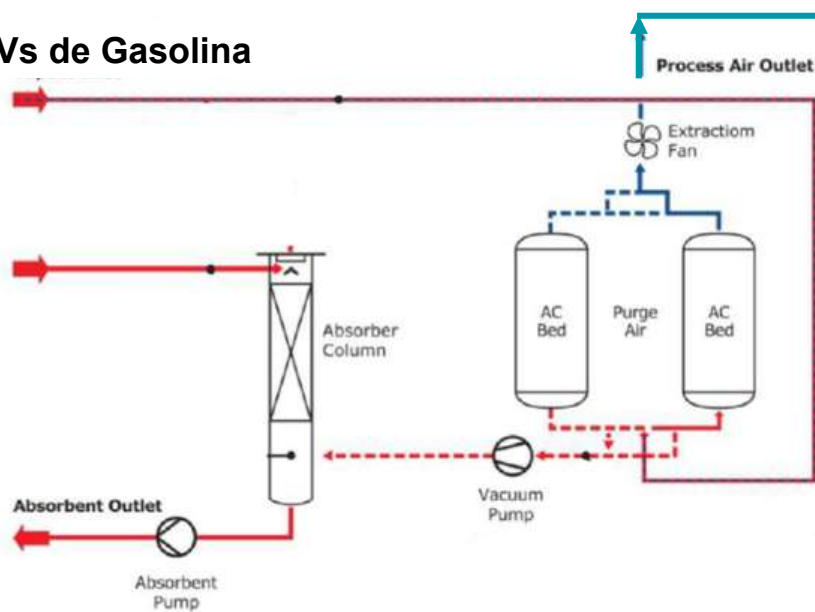 Vs de Gasolina
Process Air Outlet
Extractiom
Fan
AC
Bed
Purge
Air
AC
Bed
Absorber
Column
Vacuum
Pump
Absorbent Outlet
Absorbent
Pump